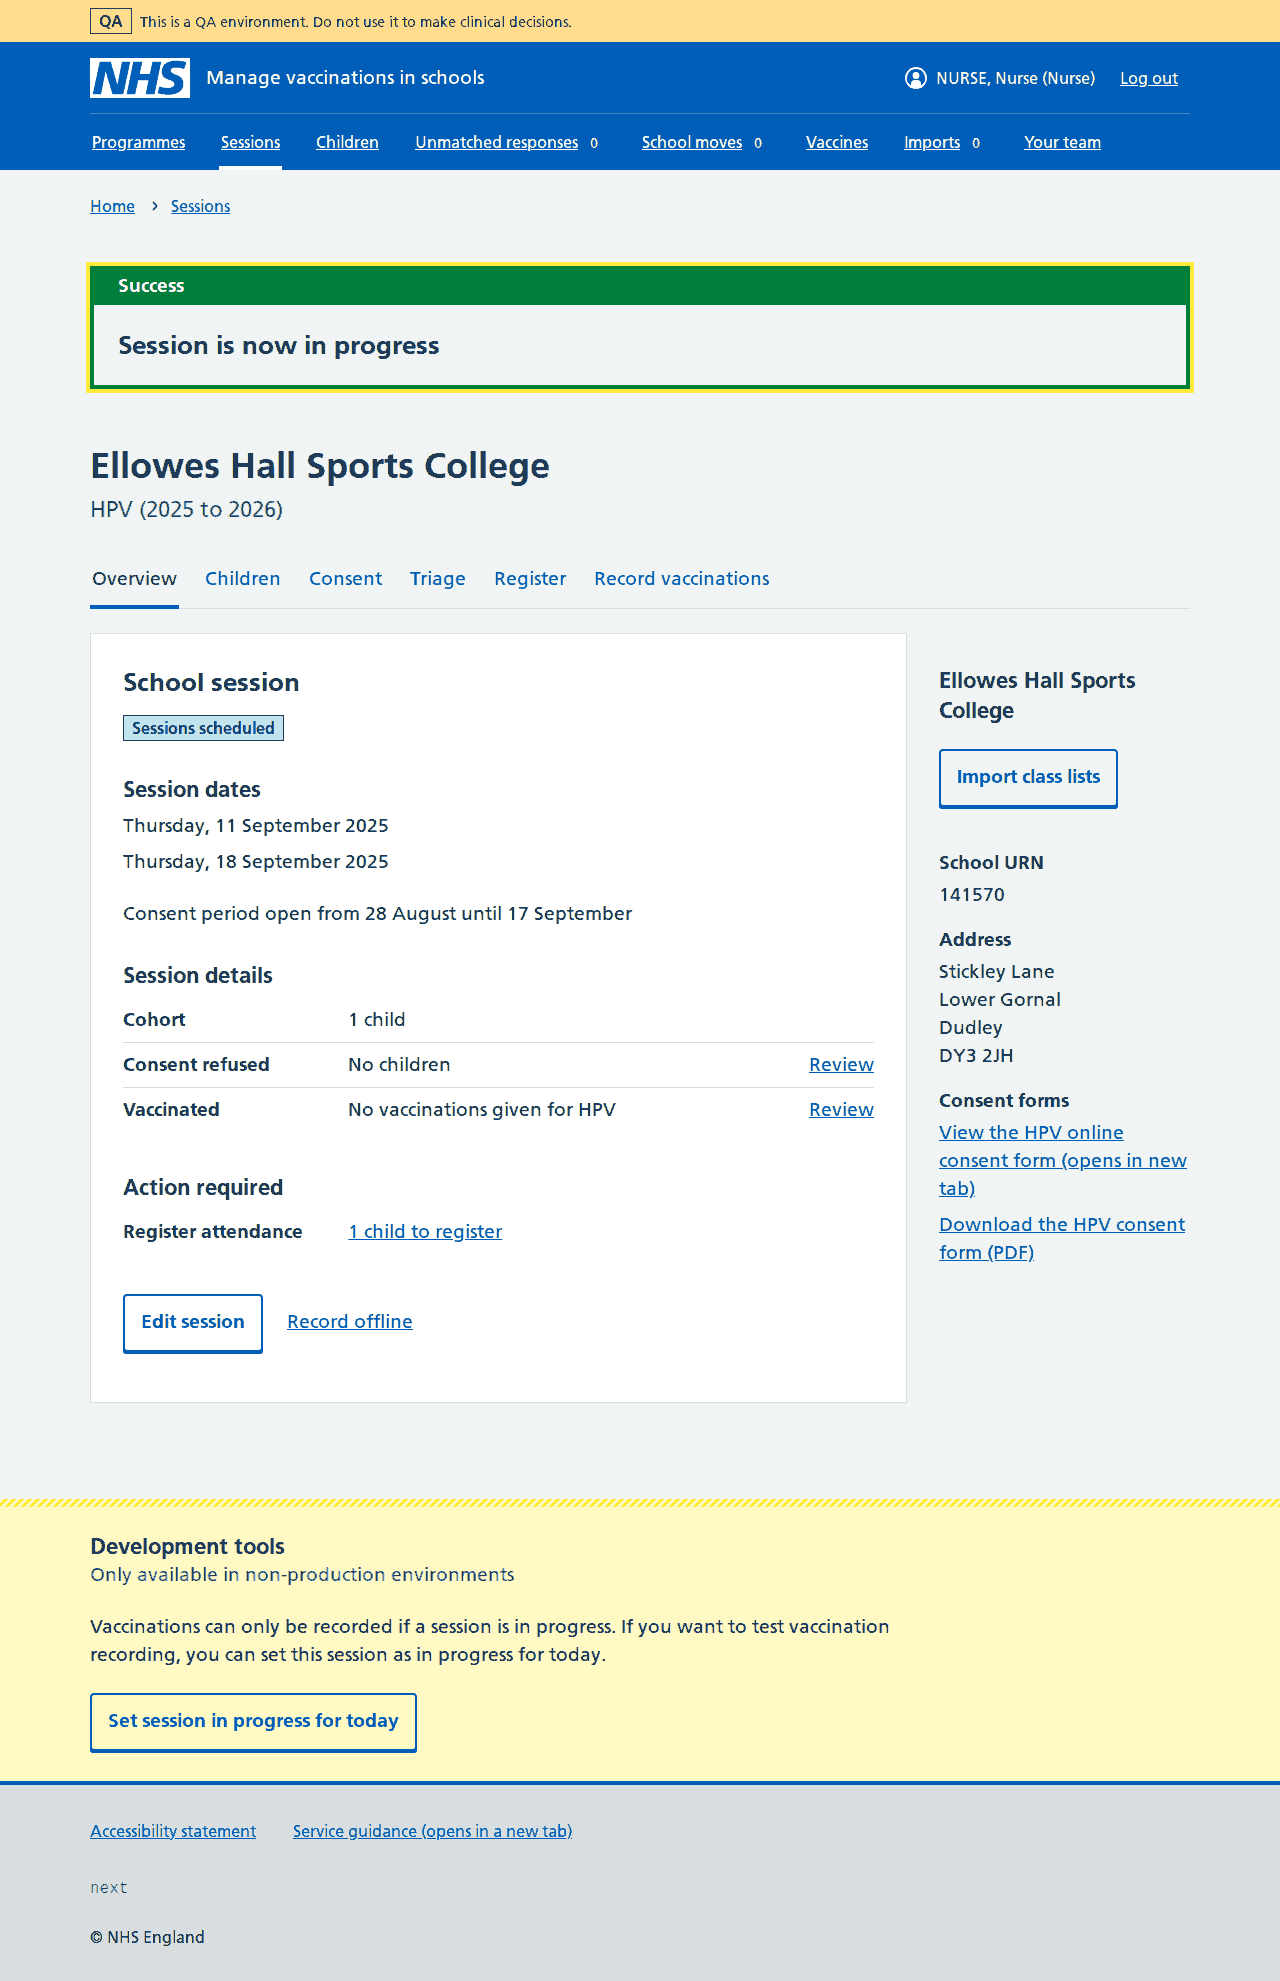 QA This is a QA environment. Do not use it to make clinical decisions.
NHS Manage vaccinations in schools NURSE, Nurse (Nurse) Log out
Programmes Sessions Children Unmatched responses 0 School moves 0 Vaccines Imports 0 Your team
Home › Sessions
Success
Session is now in progress
Ellowes Hall Sports College
HPV (2025 to 2026)
Overview Children Consent Triage Register Record vaccinations
School session
Sessions scheduled
Session dates
Thursday, 11 September 2025
Thursday, 18 September 2025
Consent period open from 28 August until 17 September
Session details
Cohort 1 child
Consent refused No children Review
Vaccinated No vaccinations given for HPV Review
Action required
Register attendance 1 child to register
Edit session Record offline
Ellowes Hall Sports
College
Import class lists
School URN
141570
Address
Stickley Lane
Lower Gornal
Dudley
DY3 2JH
Consent forms
View the HPV online
consent form (opens in new
tab)
Download the HPV consent
form (PDF)
Development tools
Only available in non-production environments
Vaccinations can only be recorded if a session is in progress. If you want to test vaccination
recording, you can set this session as in progress for today.
Set session in progress for today
Accessibility statement Service guidance (opens in a new tab)
next
© NHS England